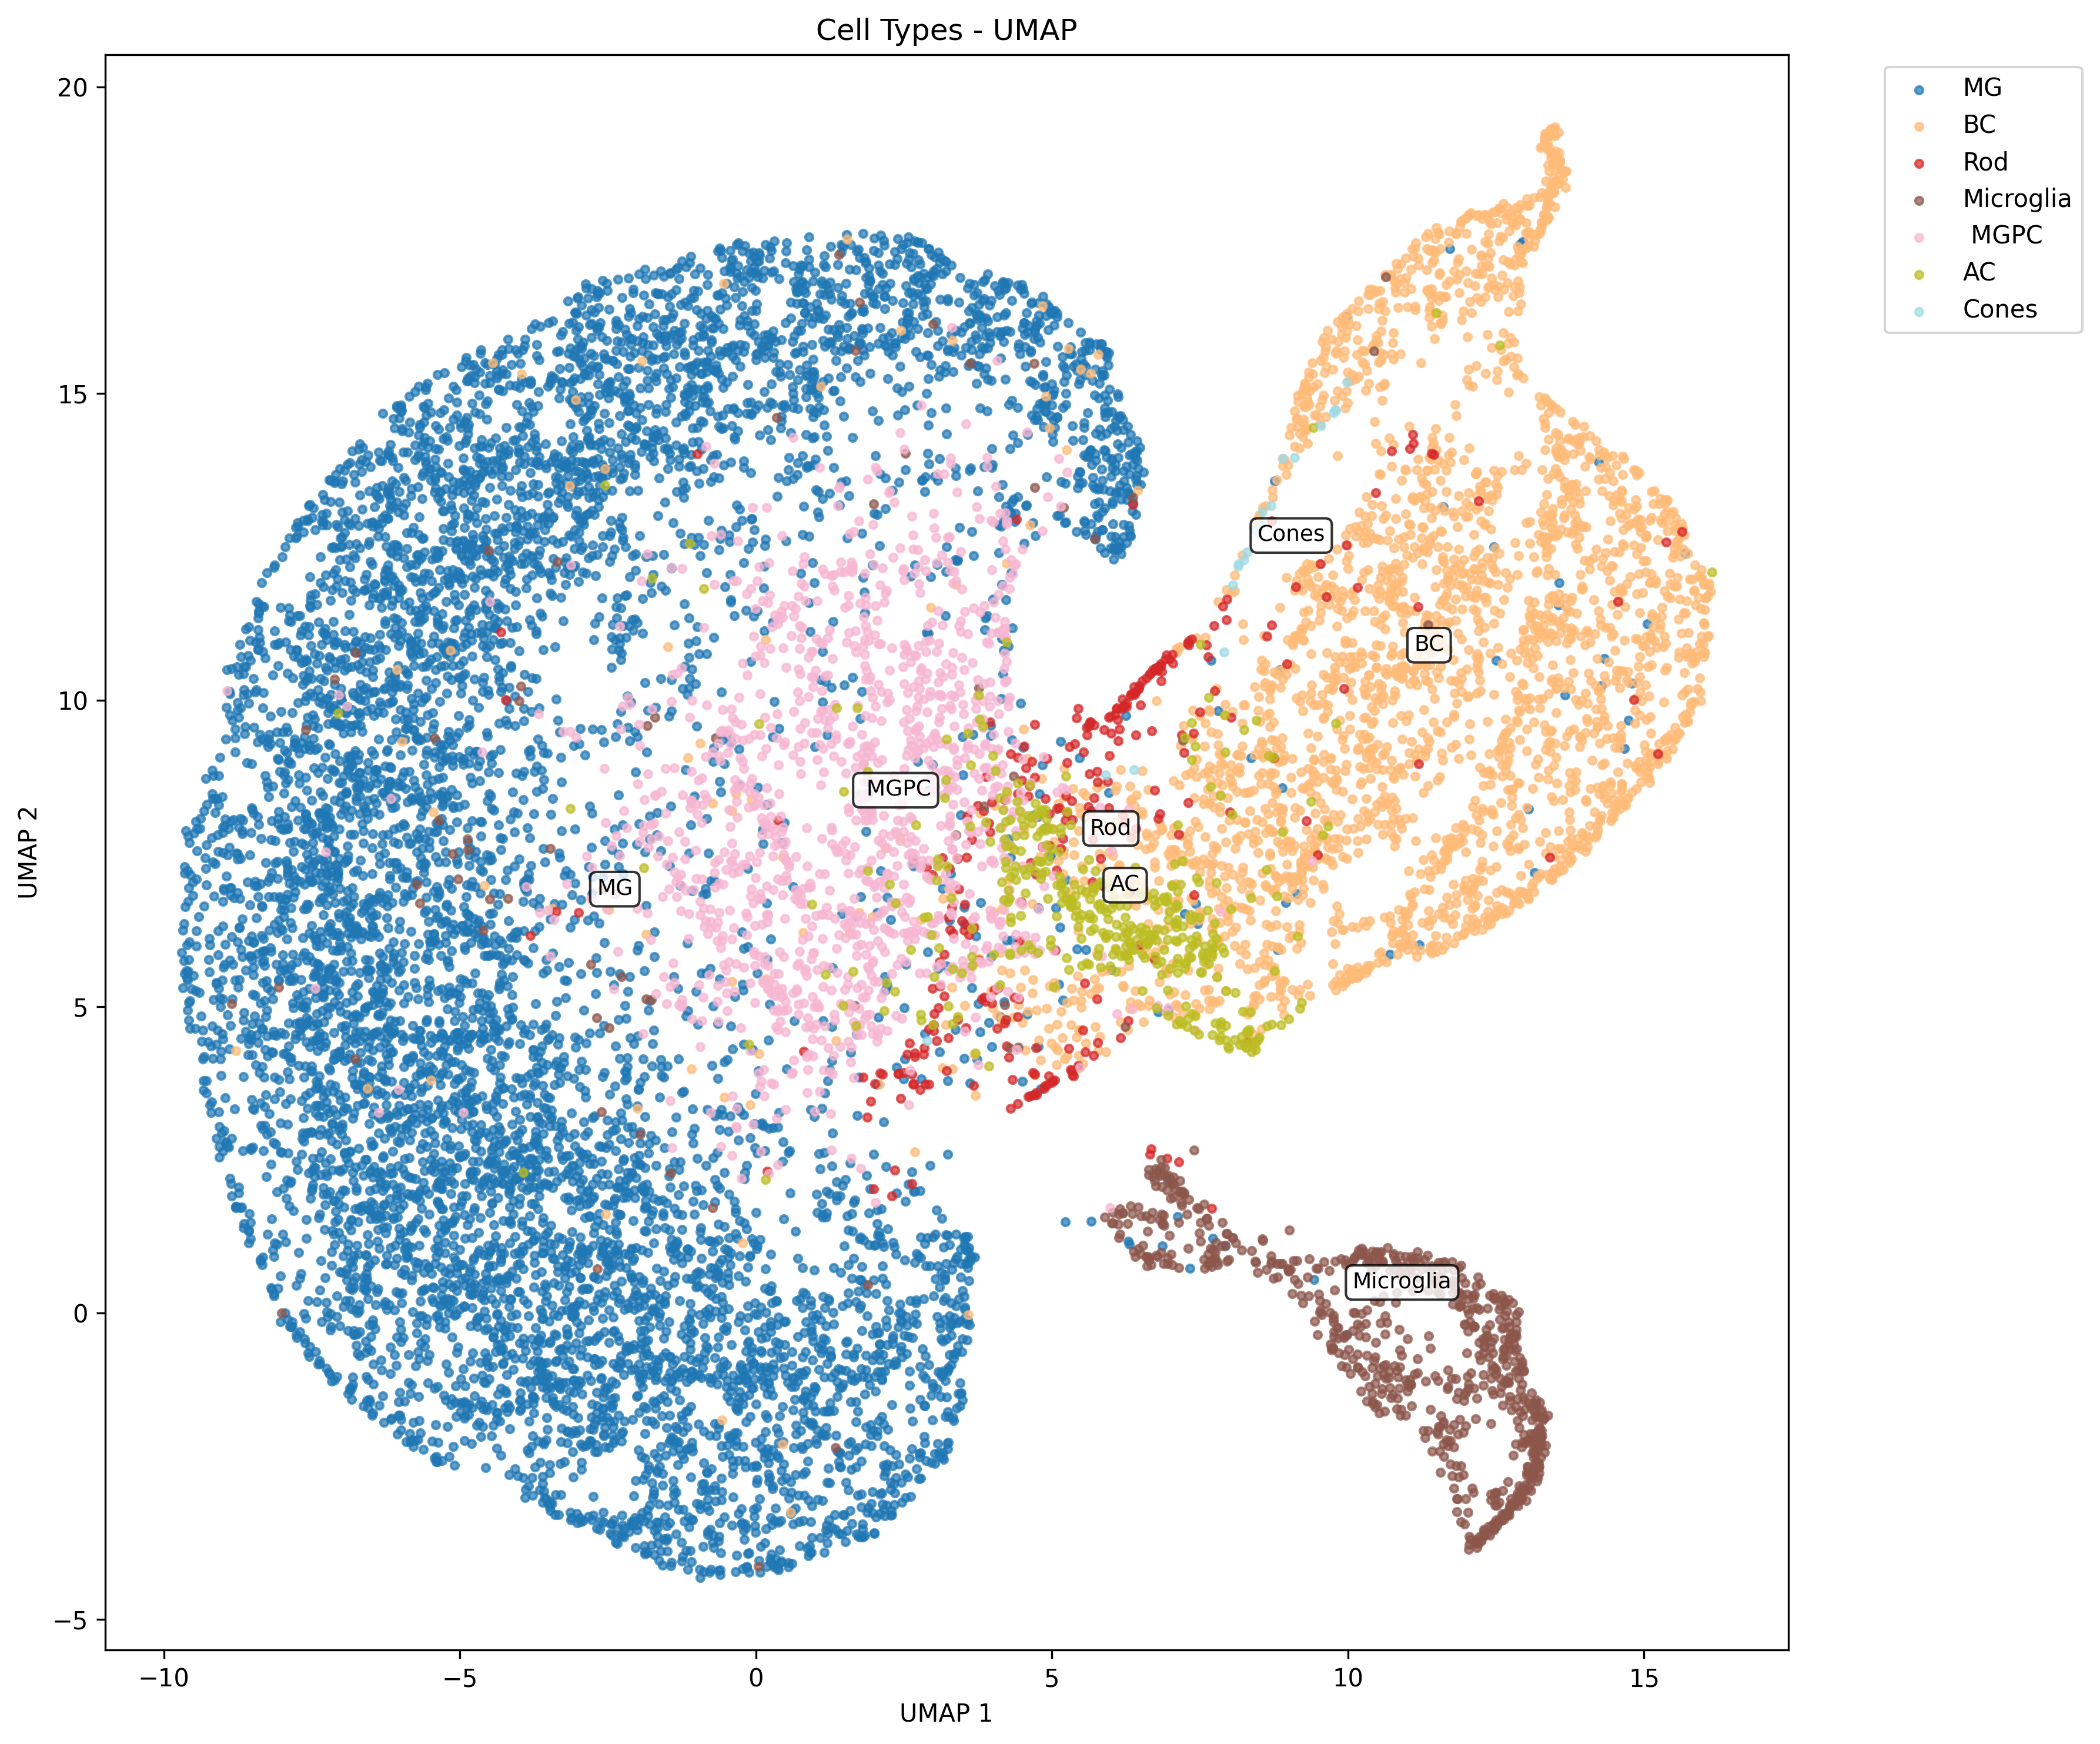 Cell Types - UMAP
20
15
10
5
0
−5
UMAP 2
−10
−5
0
5
10
15
UMAP 1
MG
BC
Rod
Microglia
MGPC
AC
Cones
Cones
BC
MGPC
Rod
MG
AC
Microglia